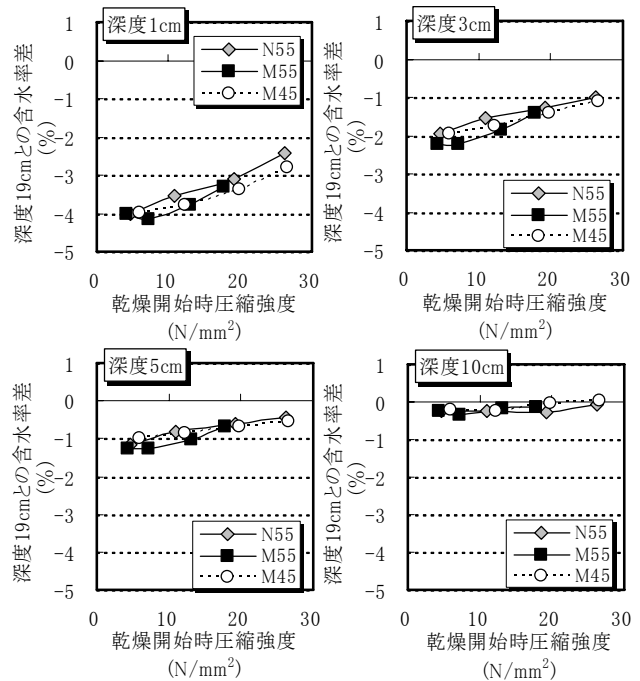 深度1cm
1
0
-1
-2
-3
-4
-5
深度19cmとの含水率差
(%)
N55
M55
M45
0 10 20 30
乾燥開始時圧縮強度
(N/mm²)
深度3cm
1
0
-1
-2
-3
-4
-5
深度19cmとの含水率差
(%)
N55
M55
M45
0 10 20 30
乾燥開始時圧縮強度
(N/mm²)
深度5cm
1
0
-1
-2
-3
-4
-5
深度19cmとの含水率差
(%)
N55
M55
M45
0 10 20 30
乾燥開始時圧縮強度
(N/mm²)
深度10cm
1
0
-1
-2
-3
-4
-5
深度19cmとの含水率差
(%)
N55
M55
M45
0 10 20 30
乾燥開始時圧縮強度
(N/mm²)